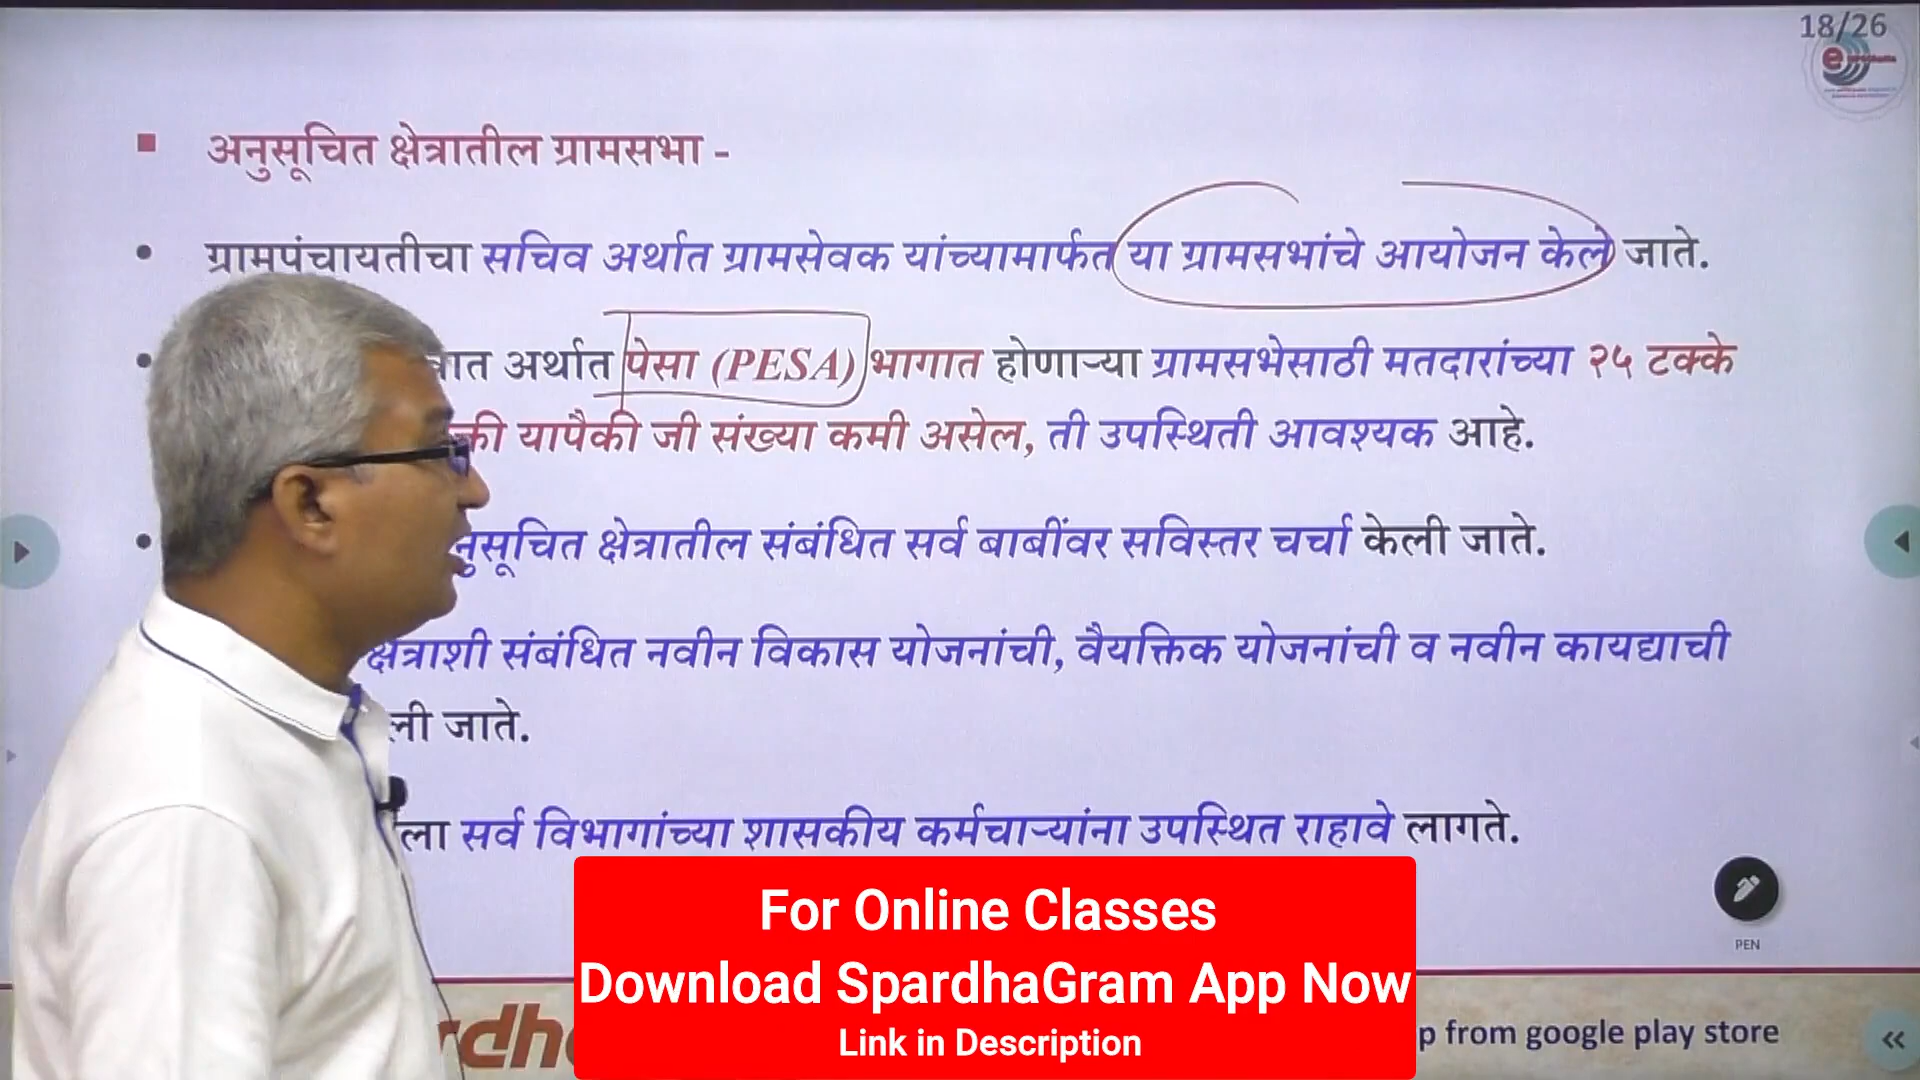 18/26
■ अनुसूचित क्षेत्रातील ग्रामसभा -
• ग्रामपंचायतीचा सचिव अर्थात ग्रामसेवक यांच्यामार्फत या ग्रामसभांचे आयोजन केले जाते.
• अर्थात पेसा (PESA) भागात होणाऱ्या ग्रामसभेसाठी मतदारांच्या २५ टक्के
यापैकी जी संख्या कमी असेल, ती उपस्थिती आवश्यक आहे.
• क्षेत्रातील संबंधित सर्व बाबींवर सविस्तर चर्चा केली जाते.
संबंधित नवीन विकास योजनांची, वैयक्तिक योजनांची व नवीन कायद्याची
जाते.
सर्व विभागांच्या शासकीय कर्मचाऱ्यांना उपस्थित राहावे लागते.
PEN
For Online Classes
Download SpardhaGram App Now
Link in Description
from google play store